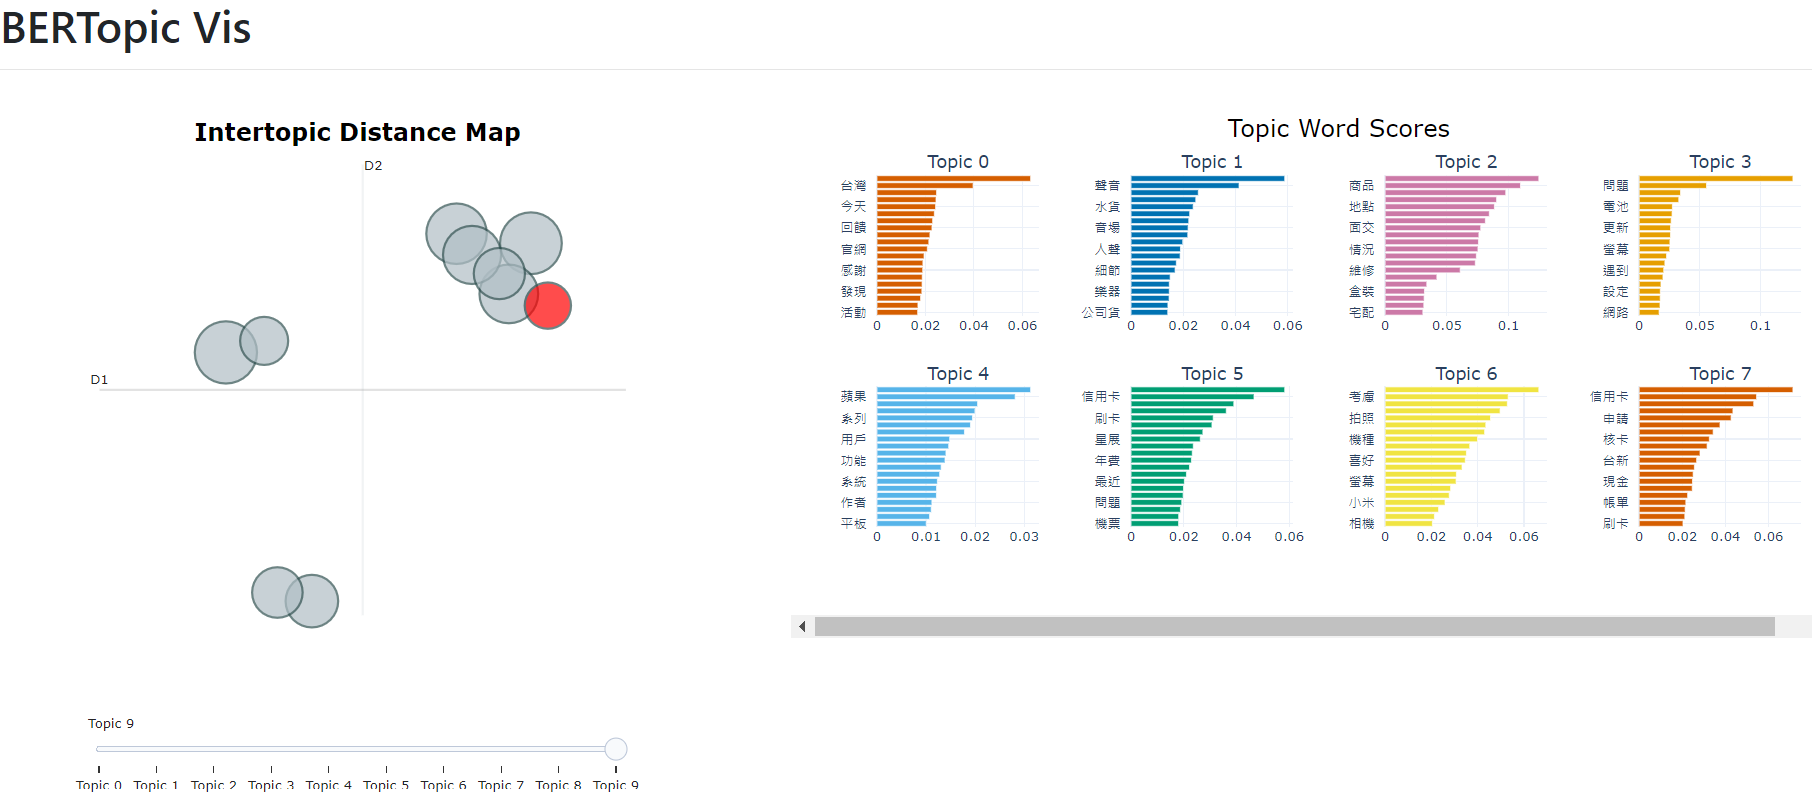 BERTopic Vis
Intertopic Distance Map
D2
D1
Topic 9
Topic 0 Topic 1 Topic 2 Topic 3 Topic 4 Topic 5 Topic 6 Topic 7 Topic 8 Topic 9
Topic Word Scores
Topic 0
台灣
今天
回饋
官網
感謝
發現
活動
0 0.02 0.04 0.06
Topic 1
聲音
水貨
音場
人聲
細節
樂器
公司貨
0 0.02 0.04 0.06
Topic 2
商品
地點
面交
情況
維修
盒裝
宅配
0 0.05 0.1
Topic 3
問題
電池
更新
螢幕
遇到
設定
網路
0 0.05 0.1
Topic 4
蘋果
系列
用戶
功能
系統
作者
平板
0 0.01 0.02 0.03
Topic 5
信用卡
刷卡
星展
年費
最近
問題
機票
0 0.02 0.04 0.06
Topic 6
考慮
拍照
機種
喜好
螢幕
小米
相機
0 0.02 0.04 0.06
Topic 7
信用卡
申請
核卡
台新
現金
帳單
刷卡
0 0.02 0.04 0.06